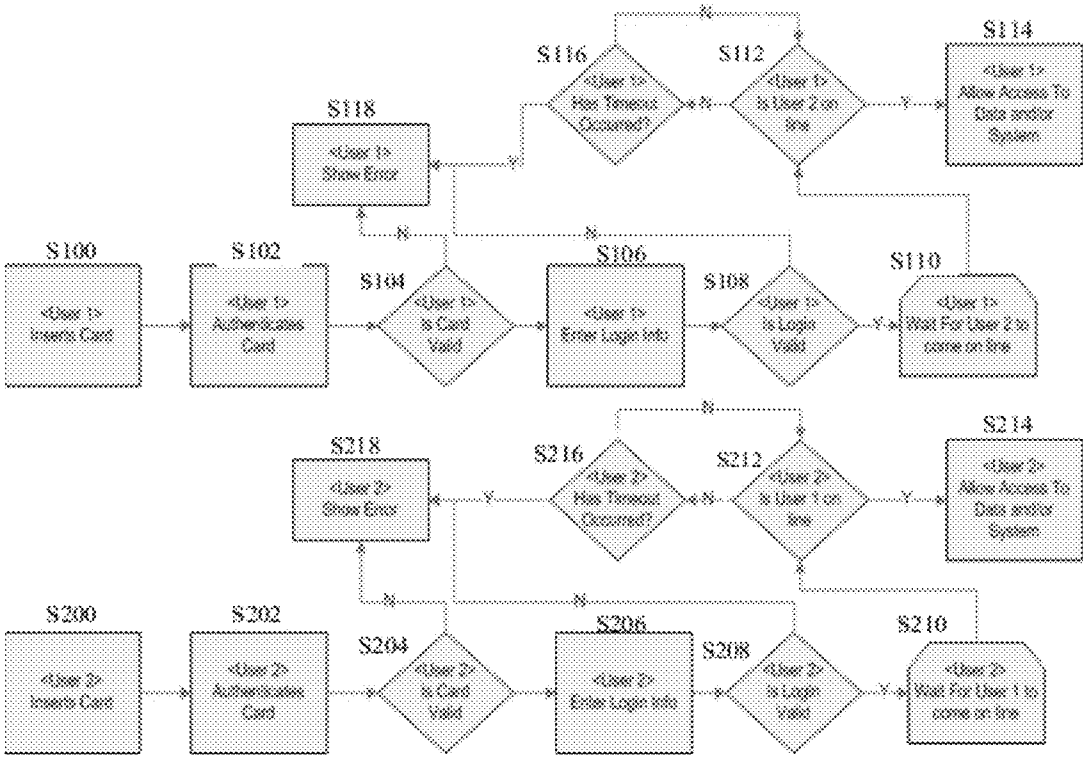 N
S116
S112
S114
<User 1>
Has Timeout
Occurred?
N
<User 1>
Is User 2 on
line
Y
<User 1>
Allow Access To
Data and/or
System
S118
<User 1>
Show Error
Y
N
N
S100
<User 1>
Inserts Card
S102
<User 1>
Authenticates
Card
S104
<User 1>
Is Card
Valid
S106
<User 1>
Enter Login Info
S108
<User 1>
Is Login
Valid
Y
S110
<User 1>
Wait For User 2 to
come on line
N
S216
S212
S214
<User 2>
Has Timeout
Occurred?
N
<User 2>
Is User 1 on
line
Y
<User 2>
Allow Access To
Data and/or
System
S218
<User 2>
Show Error
Y
N
N
S200
<User 2>
Inserts Card
S202
<User 2>
Authenticates
Card
S204
<User 2>
Is Card
Valid
S206
<User 2>
Enter Login Info
S208
<User 2>
Is Login
Valid
Y
S210
<User 2>
Wait For User 1 to
come on line